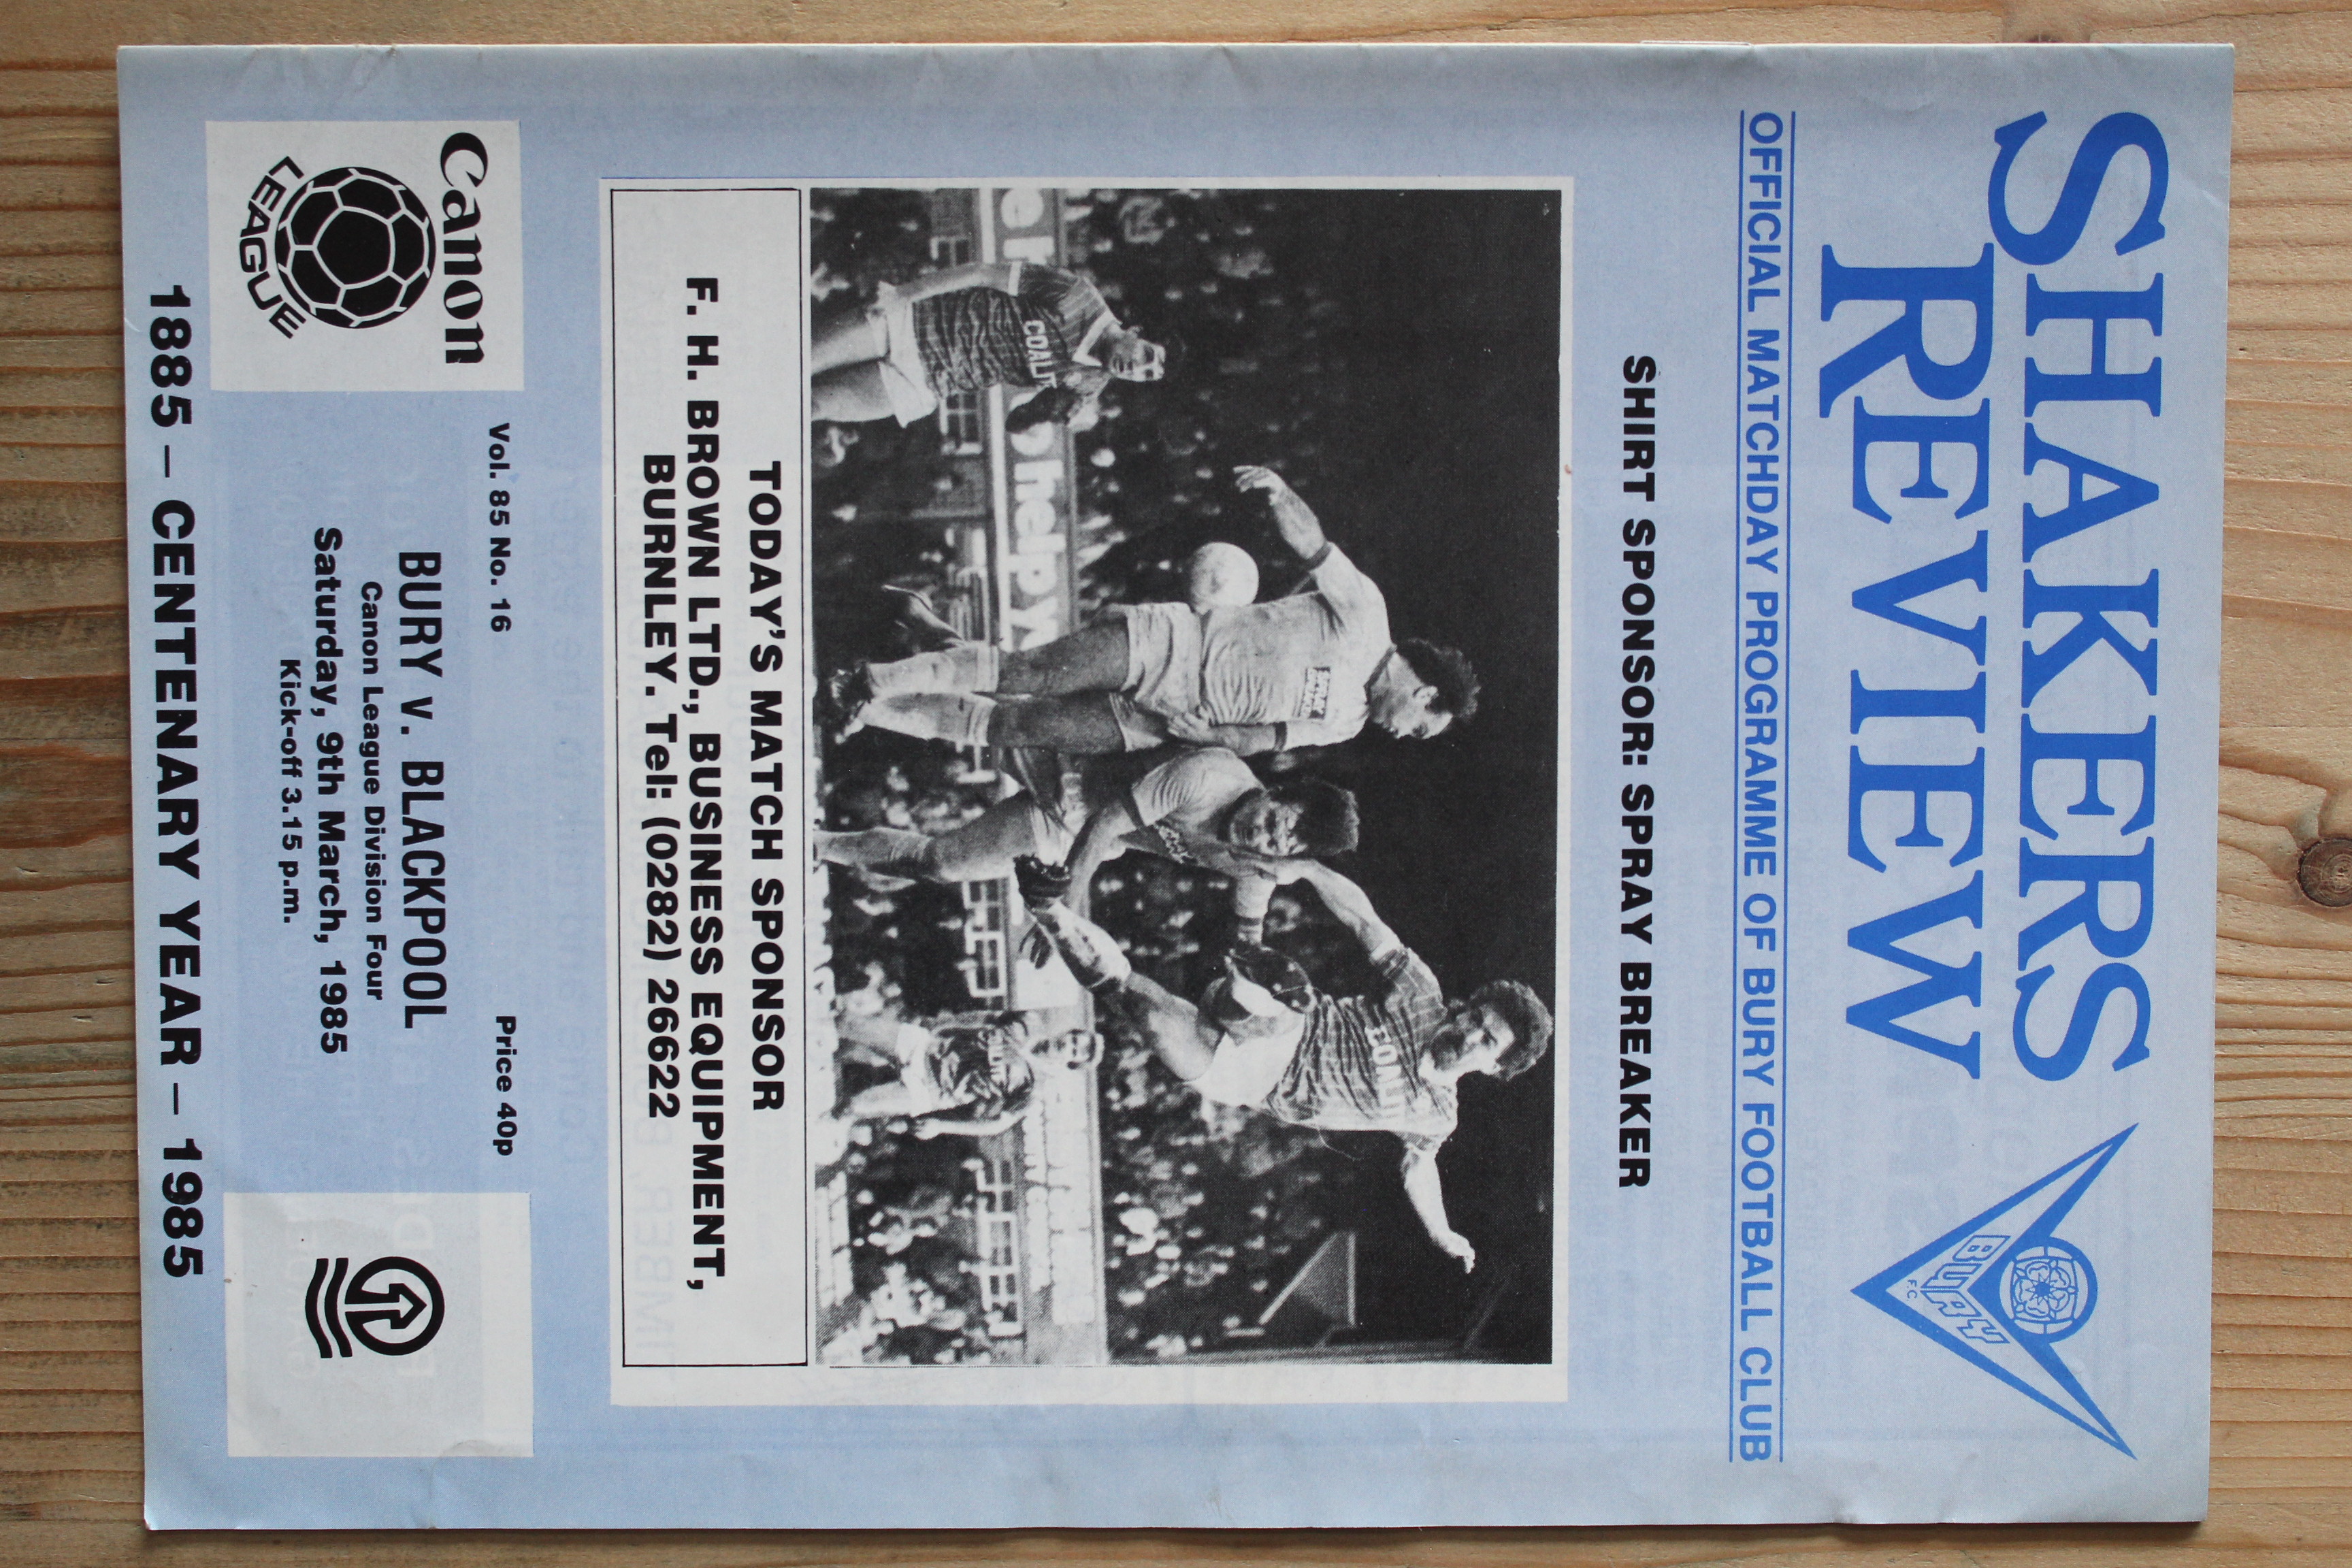 SHAKERS
REVIEW
BURY
F.C.
OFFICIAL MATCHDAY PROGRAMME OF BURY FOOTBALL CLUB
SHIRT SPONSOR: SPRAY BREAKER
help
COALIT
TODAY'S MATCH SPONSOR
F. H. BROWN LTD., BUSINESS EQUIPMENT,
BURNLEY. Tel: (0282) 26622
Vol. 85 No. 16
Price 40p
Canon
LEAGUE
BURY v. BLACKPOOL
Canon League Division Four
Saturday, 9th March, 1985
Kick-off 3.15 p.m.
1885 — CENTENARY YEAR — 1985